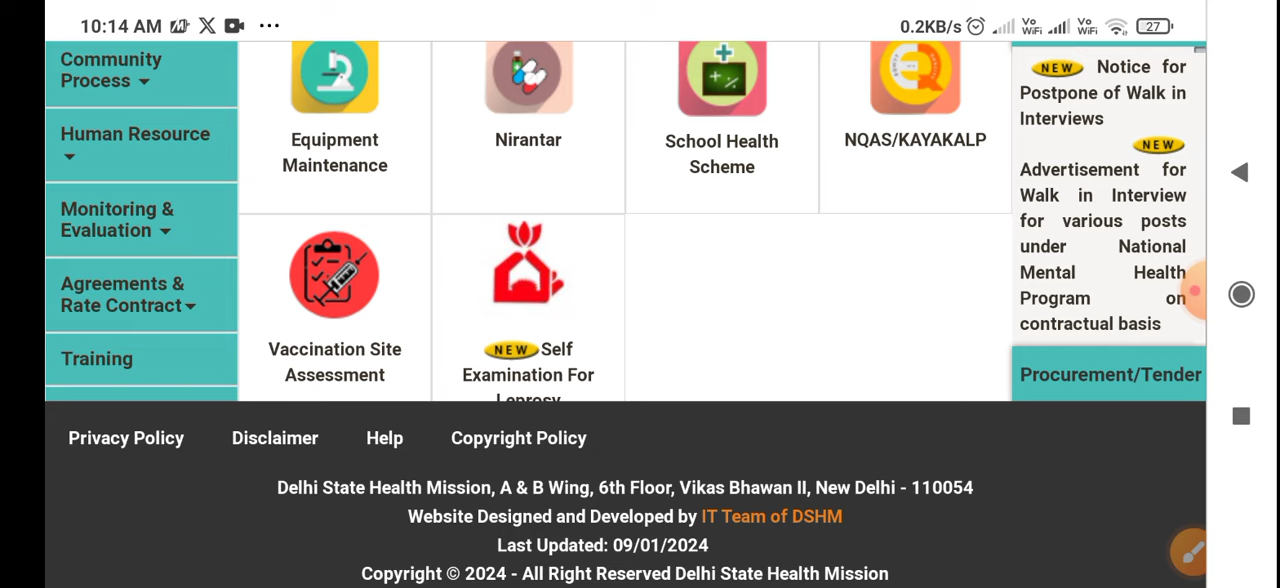 10:14 AM
0.2KB/s Vo WiFi Vo WiFi 27
Community
Process
Human Resource
Monitoring &
Evaluation
Agreements &
Rate Contract
Training
Equipment
Maintenance
Nirantar
School Health
Scheme
NQAS/KAYAKALP
Vaccination Site
Assessment
NEW Self
Examination For
Leprosy
NEW Notice for
Postpone of Walk in
Interviews
NEW
Advertisement for
Walk in Interview
for various posts
under National
Mental Health
Program on
contractual basis
Procurement/Tender
Privacy Policy Disclaimer Help Copyright Policy
Delhi State Health Mission, A & B Wing, 6th Floor, Vikas Bhawan II, New Delhi - 110054
Website Designed and Developed by IT Team of DSHM
Last Updated: 09/01/2024
Copyright © 2024 - All Right Reserved Delhi State Health Mission